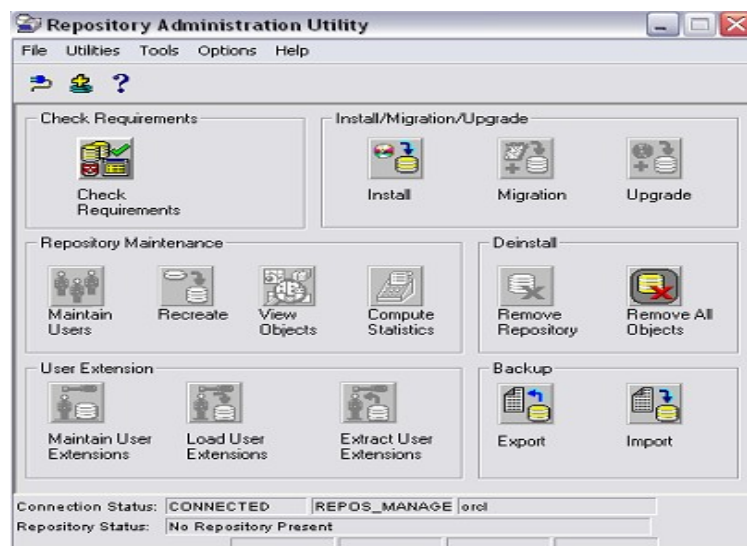 Repository Administration Utility
File Utilities Tools Options Help
?
Check Requirements
Check
Requirements
Install/Migration/Upgrade
Install
Migration
Upgrade
Repository Maintenance
Maintain
Users
Recreate
View
Objects
Compute
Statistics
Deinstall
Remove
Repository
Remove All
Objects
User Extension
Maintain User
Extensions
Load User
Extensions
Extract User
Extensions
Backup
Export
Import
Connection Status: CONNECTED REPOS_MANAGE orcl
Repository Status: No Repository Present